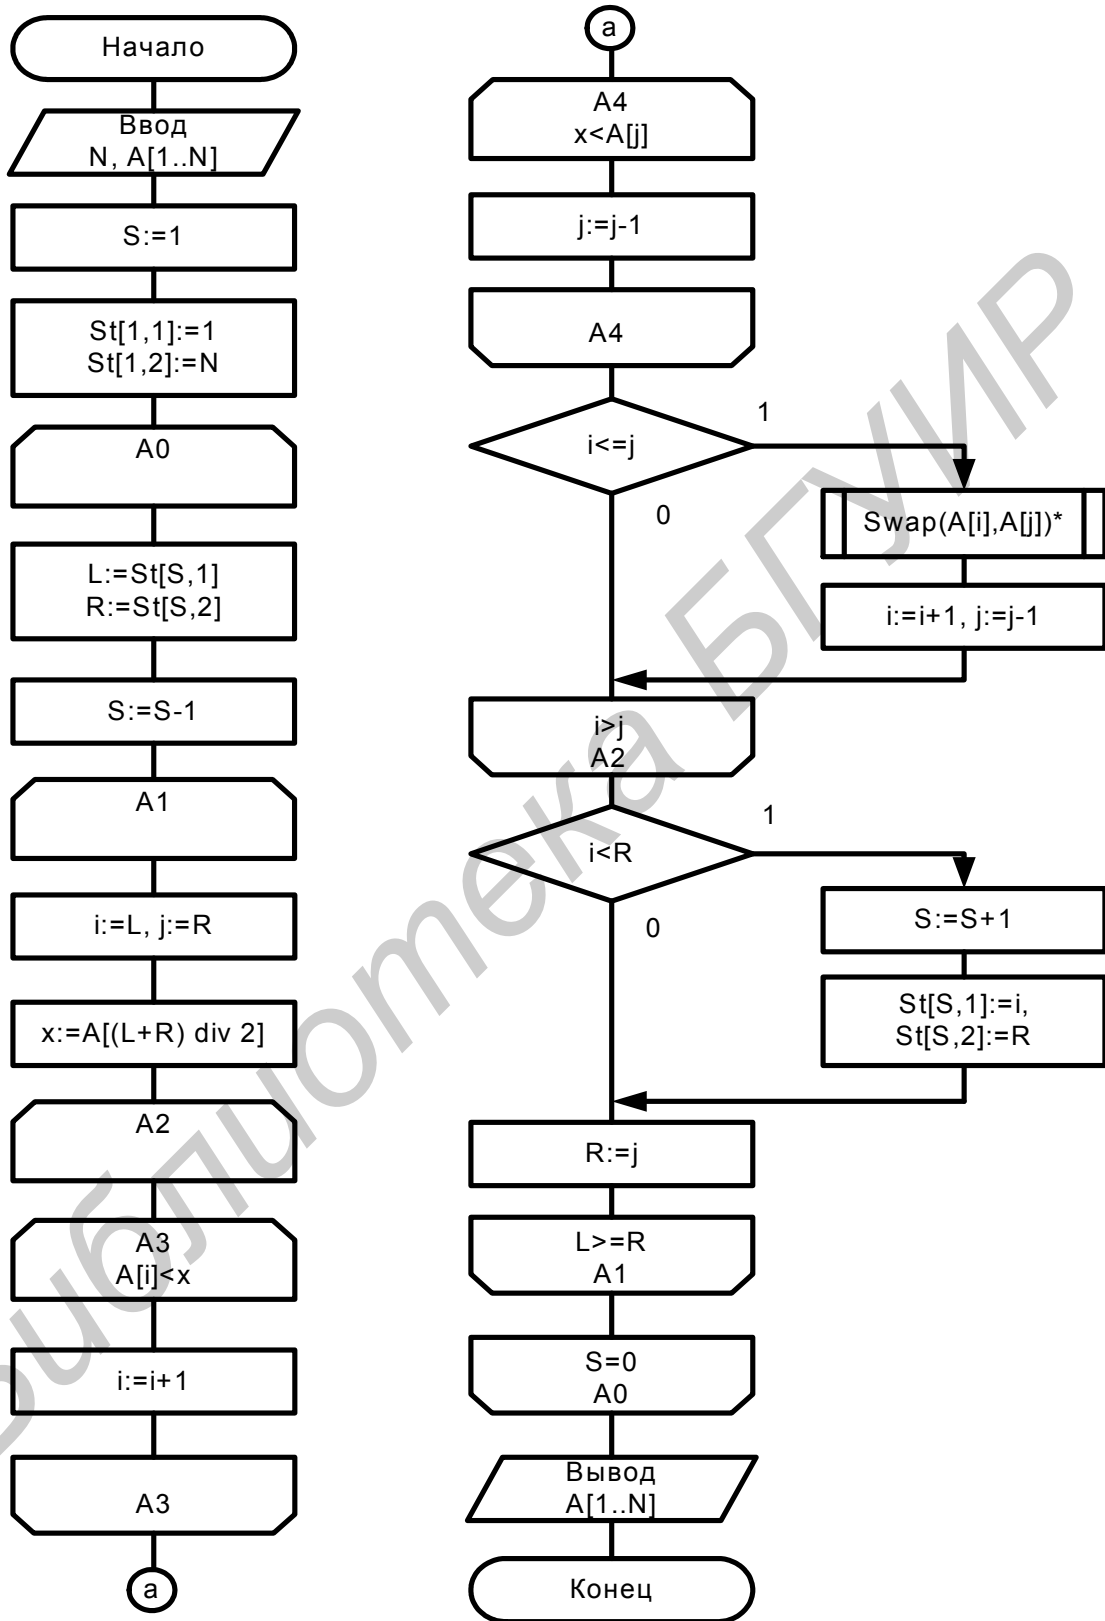 Начало
Ввод
N, A[1..N]
S:=1
St[1,1]:=1
St[1,2]:=N
A0
L:=St[S,1]
R:=St[S,2]
S:=S-1
A1
i:=L, j:=R
x:=A[(L+R) div 2]
A2
A3
A[i]<x
i:=i+1
A3
a
a
A4
x<A[j]
j:=j-1
A4
i<=j
1
0
Swap(A[i],A[j])*
i:=i+1, j:=j-1
i>j
A2
i<R
1
0
S:=S+1
St[S,1]:=i,
St[S,2]:=R
R:=j
L>=R
A1
S=0
A0
Вывод
A[1..N]
Конец
Библиотека БГУИР